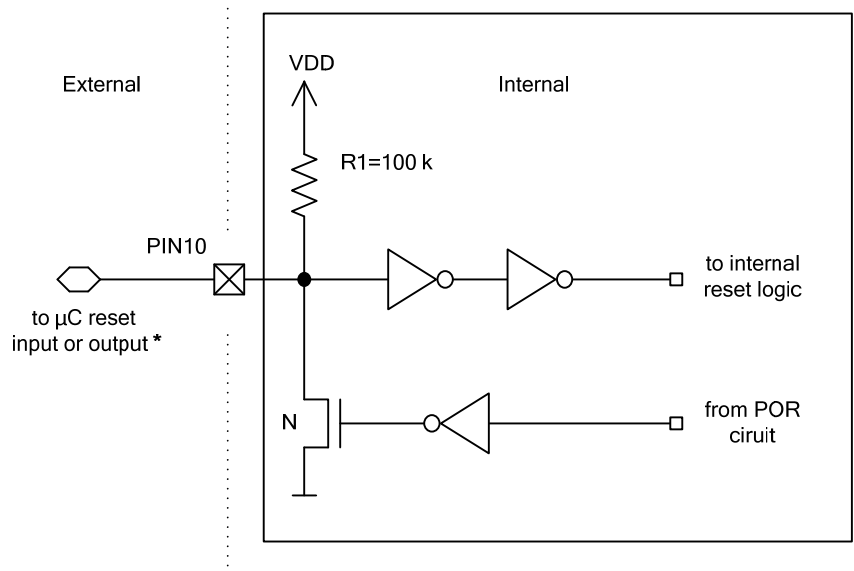 External
VDD
Internal
R1=100 k
PIN10
to internal
reset logic
to µC reset
input or output *
N
from POR
ciruit